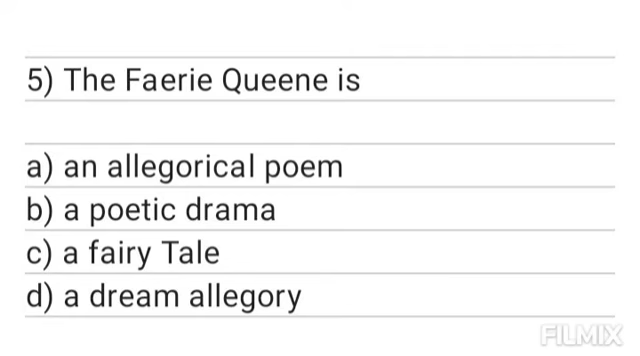 5) The Faerie Queene is
a) an allegorical poem
b) a poetic drama
c) a fairy Tale
d) a dream allegory
FILMIX